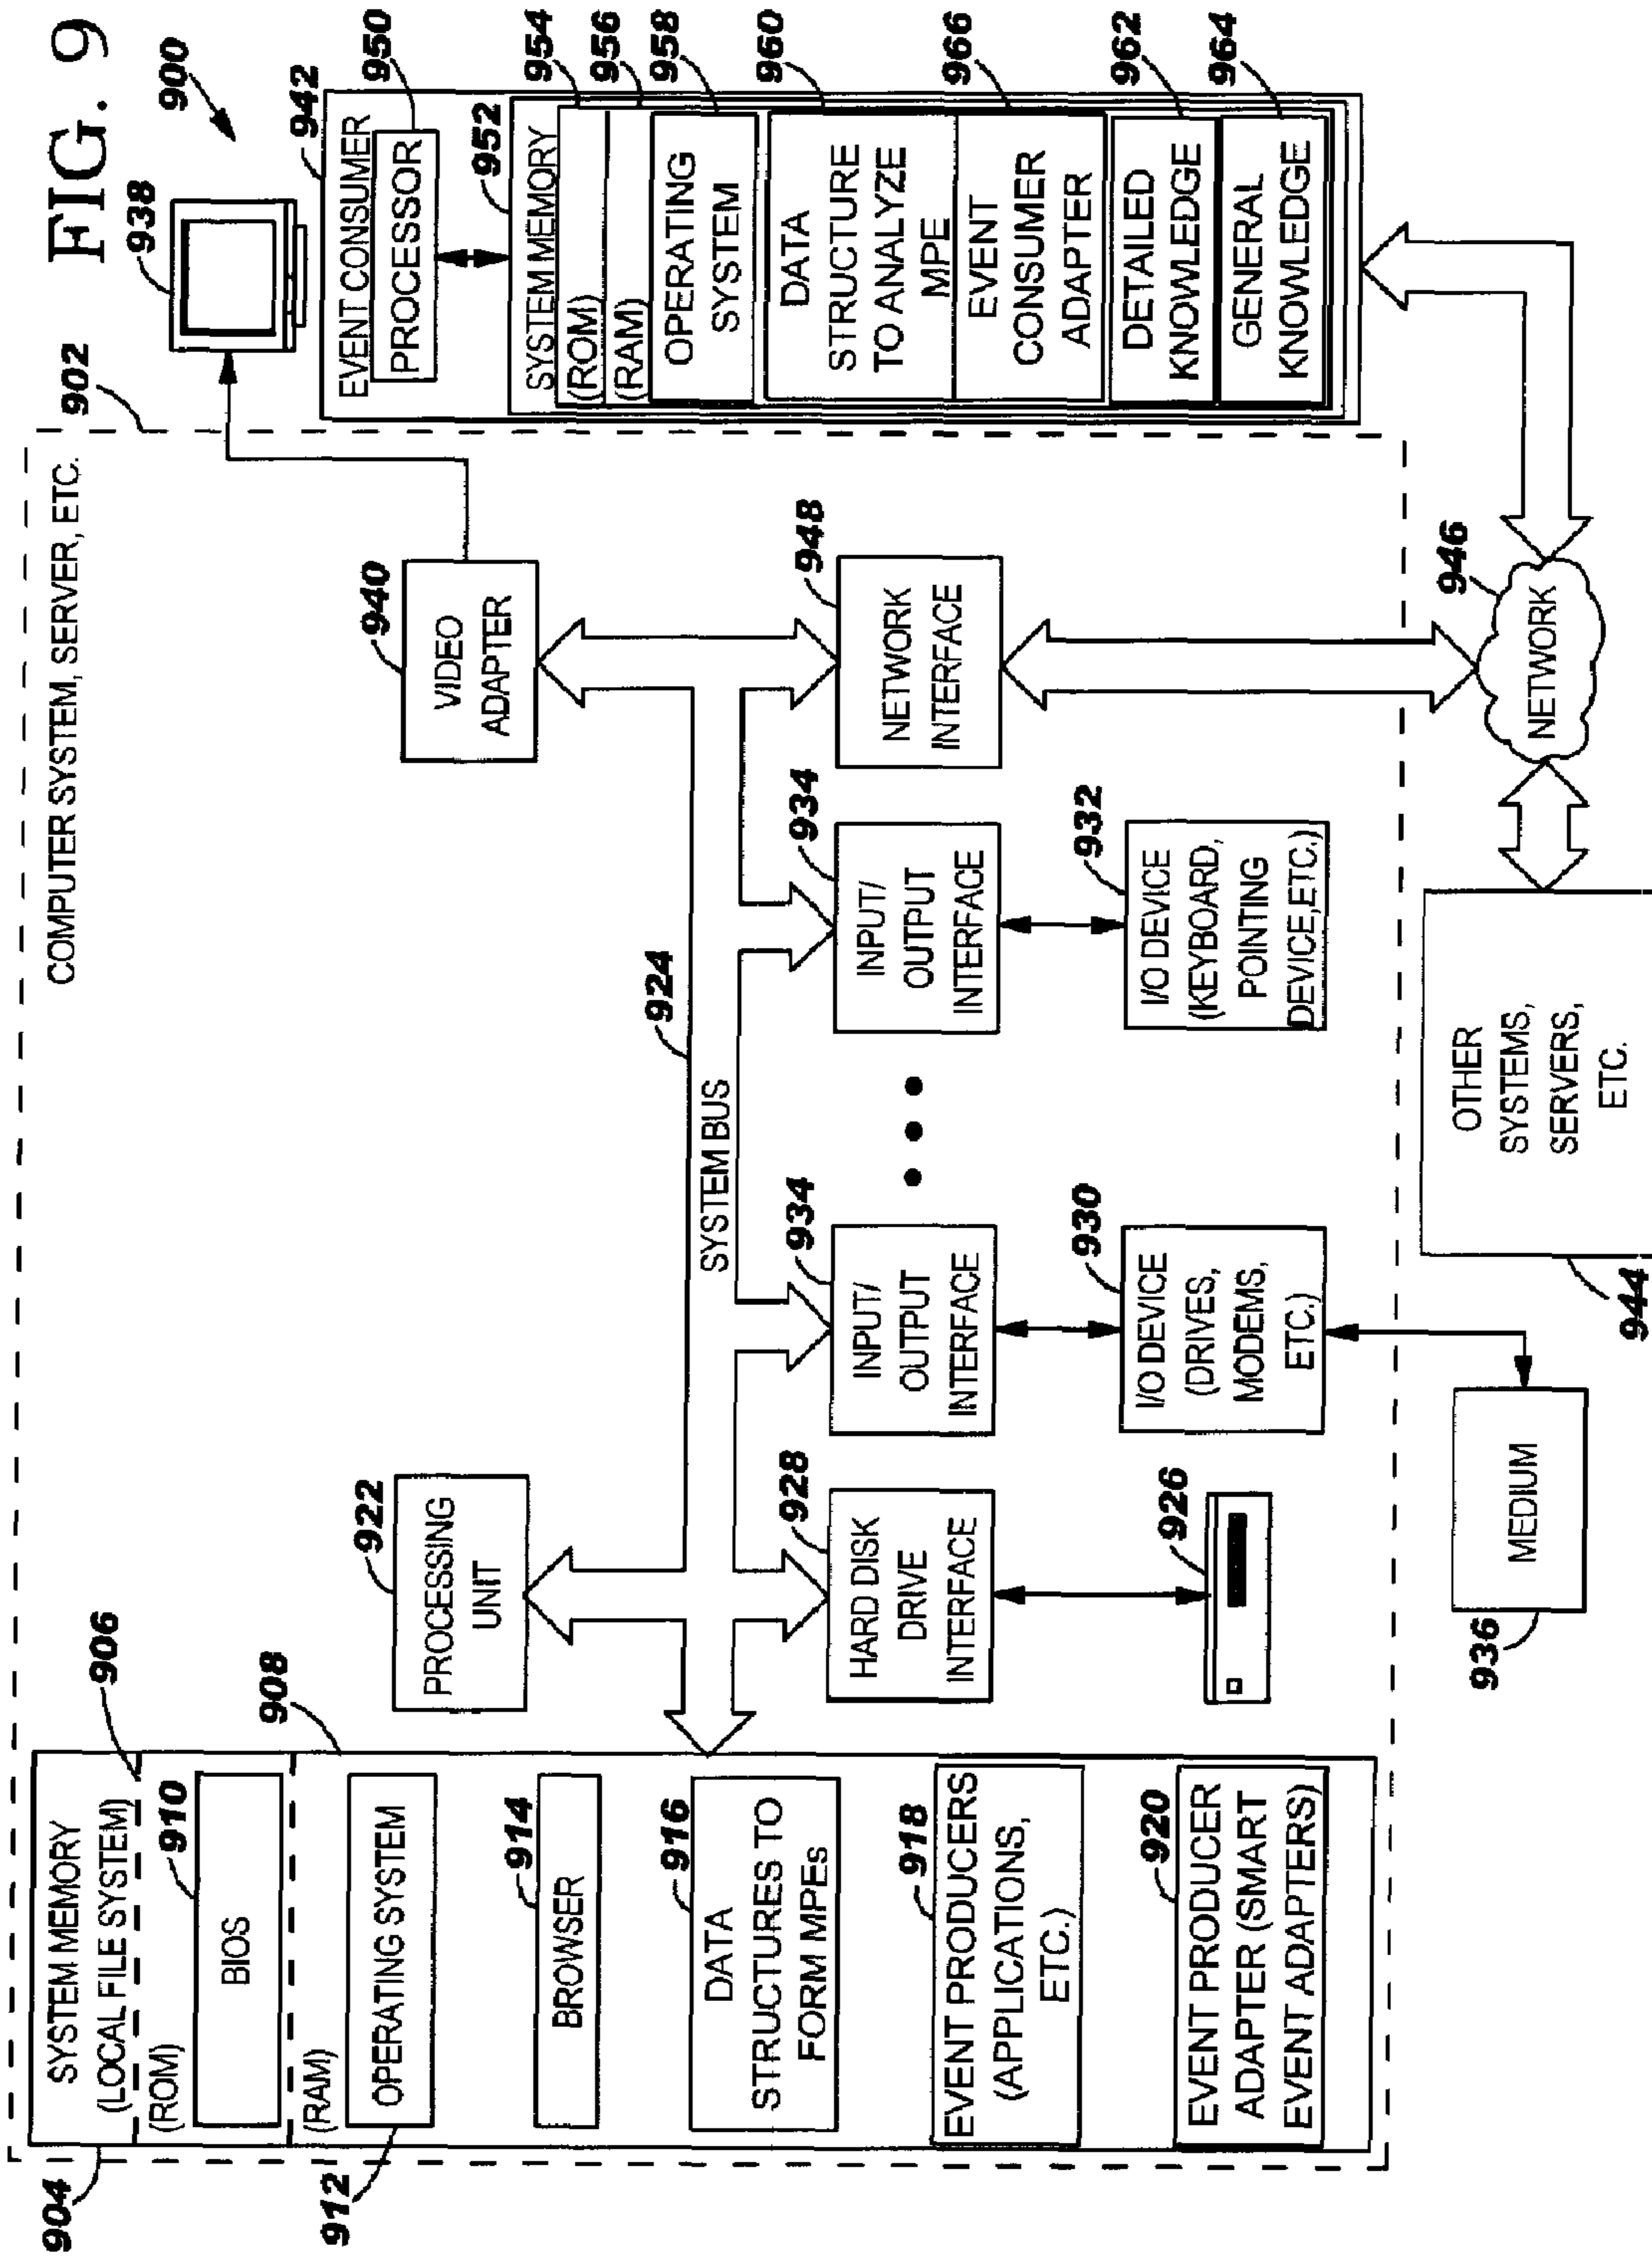 FIG. 9
900
902
COMPUTER SYSTEM, SERVER, ETC.
904
SYSTEM MEMORY
(LOCAL FILE SYSTEM)
906
(ROM)
910
BIOS
908
(RAM)
OPERATING SYSTEM
912
914
BROWSER
916
DATA
STRUCTURES TO
FORM MPEs
918
EVENT PRODUCERS
(APPLICATIONS,
ETC.)
920
EVENT PRODUCER
ADAPTER (SMART
EVENT ADAPTERS)
922
PROCESSING
UNIT
924
SYSTEM BUS
928
HARD DISK
DRIVE
INTERFACE
926
934
INPUT/
OUTPUT
INTERFACE
930
I/O DEVICE
(DRIVES,
MODEMS,
ETC.)
MEDIUM
936
934
INPUT/
OUTPUT
INTERFACE
932
I/O DEVICE
(KEYBOARD,
POINTING
DEVICE,ETC.)
940
VIDEO
ADAPTER
948
NETWORK
INTERFACE
946
NETWORK
OTHER
SYSTEMS,
SERVERS,
ETC.
944
938
942
EVENT CONSUMER
950
PROCESSOR
952
SYSTEM MEMORY
954
(ROM)
956
(RAM)
958
OPERATING
SYSTEM
960
DATA
STRUCTURE
TO ANALYZE
MPE
966
EVENT
CONSUMER
ADAPTER
962
DETAILED
KNOWLEDGE
964
GENERAL
KNOWLEDGE